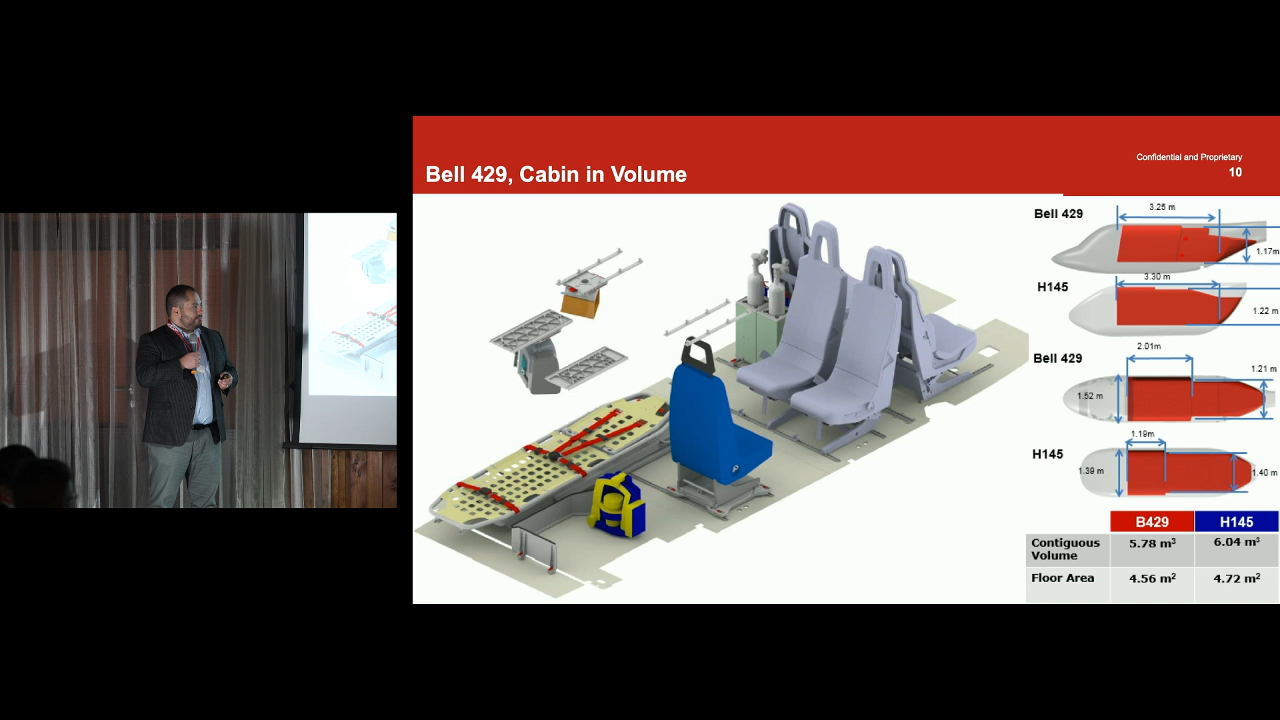 Confidential and Proprietary
Bell 429, Cabin in Volume
10
Bell 429
3.25 m
1.17m
H145
3.30 m
1.22 m
Bell 429
2.01m
1.21 m
1.52 m
H145
1.19m
1.39 m
1.40 m
B429 H145
Contiguous Volume 5.78 m³ 6.04 m³
Floor Area 4.56 m² 4.72 m²